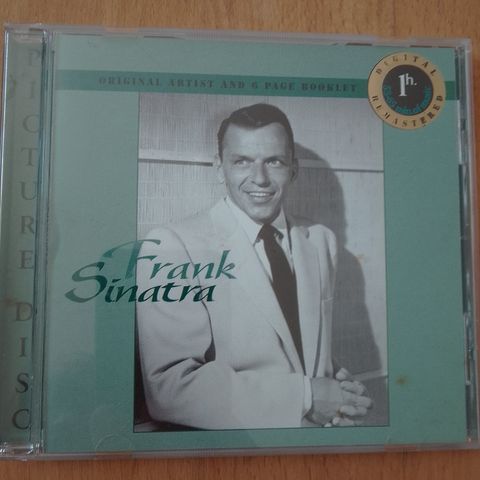 ORIGINAL ARTIST AND 6 PAGE BOOKLET
DIGITAL
1h.
REMASTERED
Frank
Sinatra
PICTURE DISC